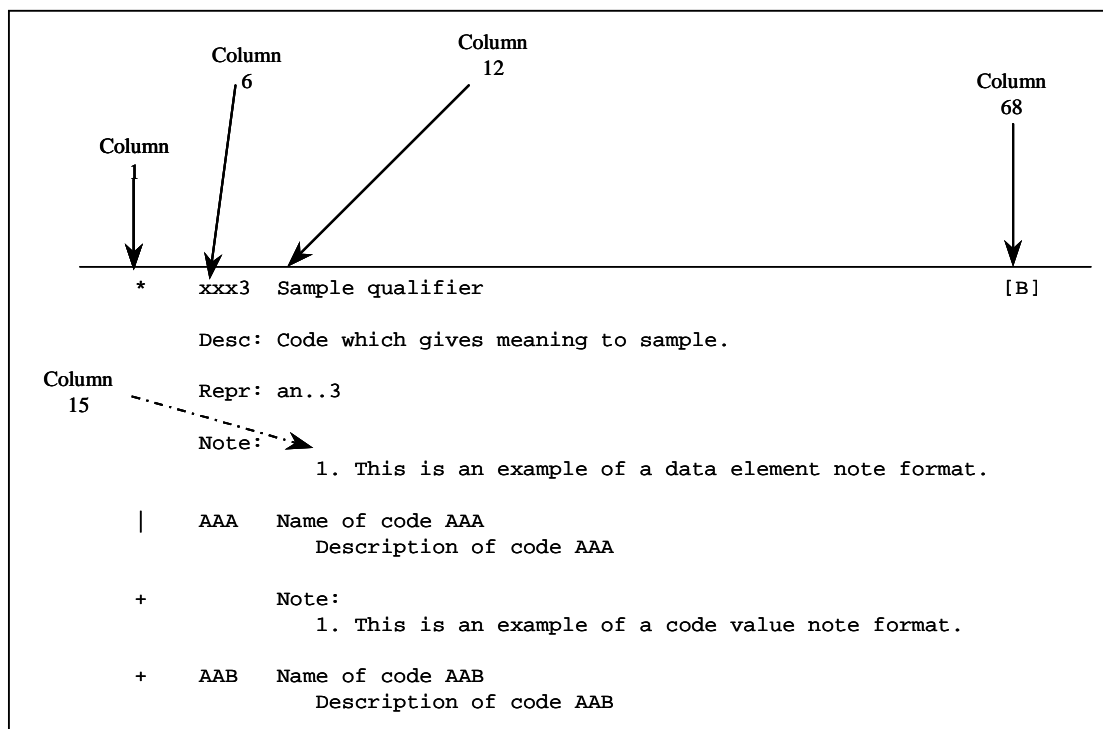 Column
12
Column
6
Column
68
Column
1
* xxx3 Sample qualifier [B]
Desc: Code which gives meaning to sample.
Column
15
Repr: an..3
Note:
1. This is an example of a data element note format.
| AAA Name of code AAA
Description of code AAA
+ Note:
1. This is an example of a code value note format.
+ AAB Name of code AAB
Description of code AAB